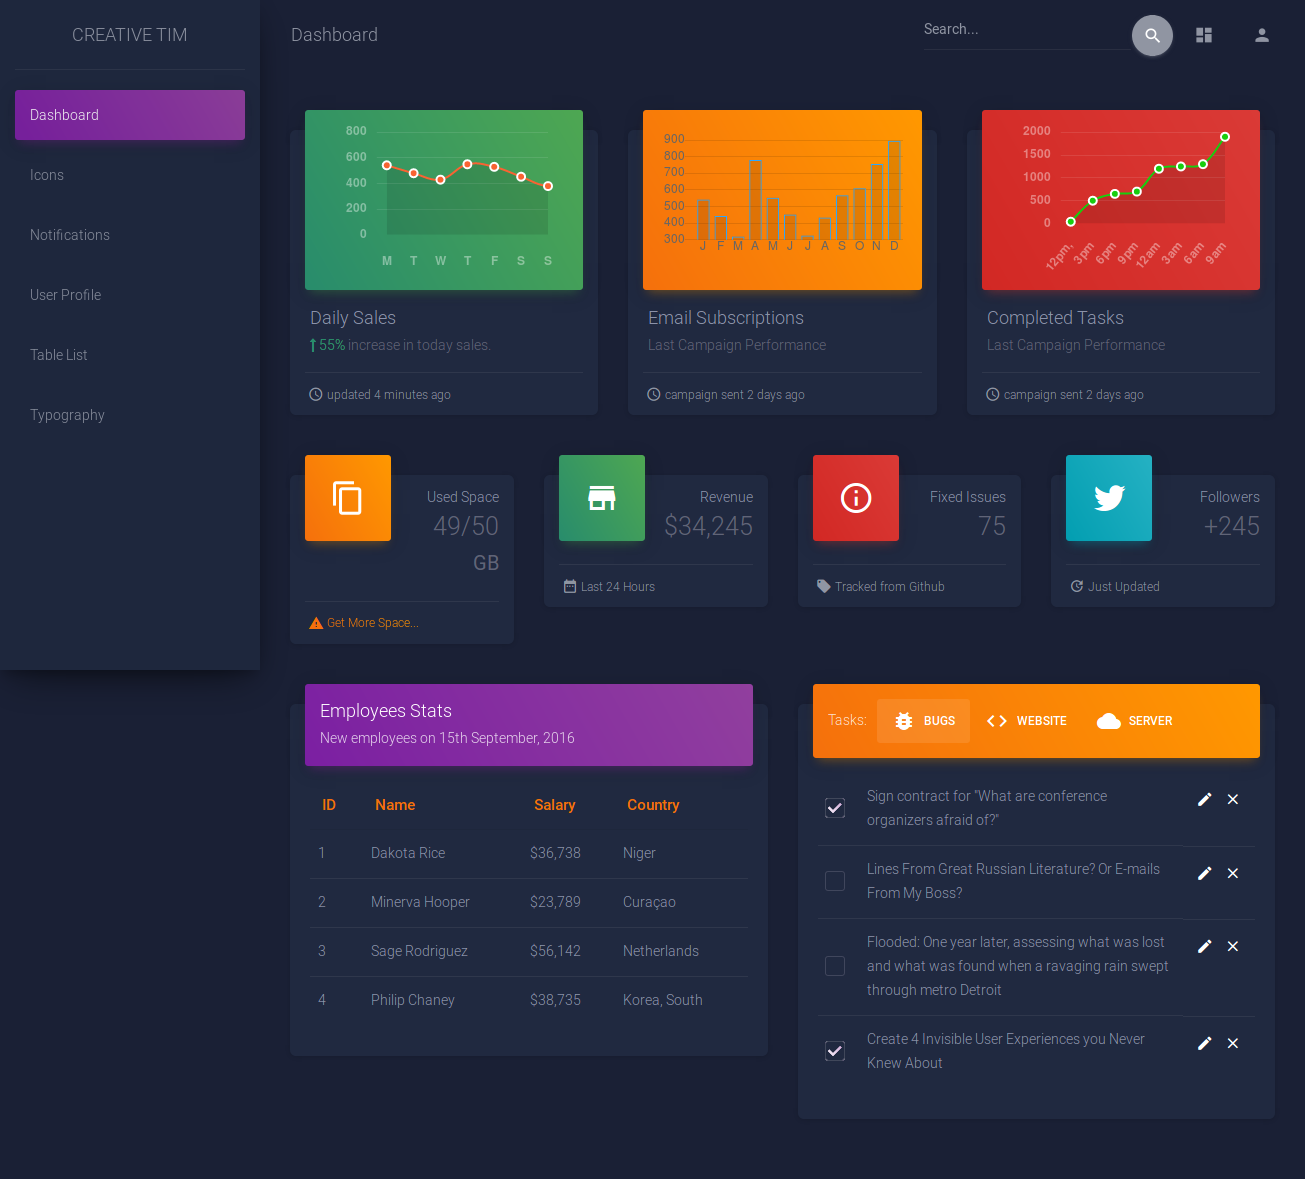 CREATIVE TIM
Dashboard
Search...
Dashboard
Icons
Notifications
User Profile
Table List
Typography
800
600
400
200
0
M T W T F S S
Daily Sales
55% increase in today sales.
updated 4 minutes ago
900
800
700
600
500
400
300
J F M A M J J A S O N D
Email Subscriptions
Last Campaign Performance
campaign sent 2 days ago
2000
1500
1000
500
0
12pm, 3pm 6pm 9pm 12am 3am 6am 9am
Completed Tasks
Last Campaign Performance
campaign sent 2 days ago
Used Space
49/50
GB
Get More Space...
Revenue
$34,245
Last 24 Hours
Fixed Issues
75
Tracked from Github
Followers
+245
Just Updated
Employees Stats
New employees on 15th September, 2016
ID Name Salary Country
1 Dakota Rice $36,738 Niger
2 Minerva Hooper $23,789 Curaçao
3 Sage Rodriguez $56,142 Netherlands
4 Philip Chaney $38,735 Korea, South
Tasks: BUGS WEBSITE SERVER
Sign contract for "What are conference
organizers afraid of?"
Lines From Great Russian Literature? Or E-mails
From My Boss?
Flooded: One year later, assessing what was lost
and what was found when a ravaging rain swept
through metro Detroit
Create 4 Invisible User Experiences you Never
Knew About